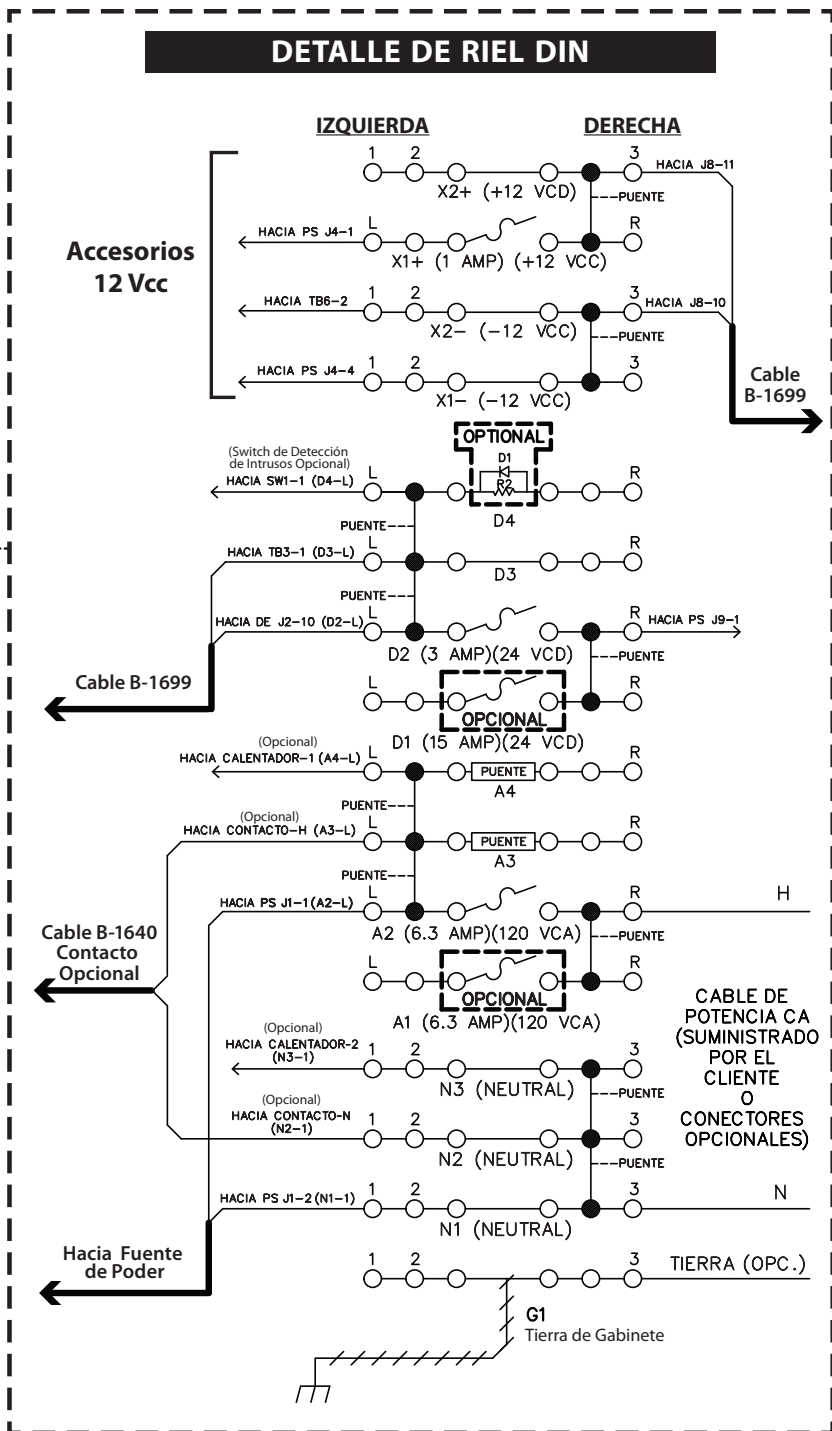 DETALLE DE RIEL DIN
IZQUIERDA
DERECHA
1 2 3
HACIA J8-11
X2+ (+12 VCD)
PUENTE
Accesorios
12 Vcc
HACIA PS J4-1
L R
X1+ (1 AMP) (+12 VCC)
HACIA TB6-2
1 2 3
HACIA J8-10
X2- (-12 VCC)
PUENTE
HACIA PS J4-4
1 2 3
X1- (-12 VCC)
Cable
B-1699
OPTIONAL
D1
R2
(Switch de Detección
de Intrusos Opcional)
HACIA SW1-1 (D4-L)
L R
D4
PUENTE
HACIA TB3-1 (D3-L)
L R
D3
PUENTE
HACIA DE J2-10 (D2-L)
L R
HACIA PS J9-1
D2 (3 AMP)(24 VCD)
PUENTE
Cable B-1699
L R
OPCIONAL
D1 (15 AMP)(24 VCD)
(Opcional)
HACIA CALENTADOR-1 (A4-L)
L PUENTE R
A4
PUENTE
(Opcional)
HACIA CONTACTO-H (A3-L)
L PUENTE R
A3
PUENTE
HACIA PS J1-1 (A2-L)
L R H
A2 (6.3 AMP)(120 VCA)
PUENTE
Cable B-1640
Contacto
Opcional
L R
OPCIONAL
A1 (6.3 AMP)(120 VCA)
CABLE DE
POTENCIA CA
(SUMINISTRADO
POR EL
CLIENTE
O
CONECTORES
OPCIONALES)
(Opcional)
HACIA CALENTADOR-2
(N3-1)
1 2 3
N3 (NEUTRAL)
PUENTE
(Opcional)
HACIA CONTACTO-N
(N2-1)
1 2 3
N2 (NEUTRAL)
PUENTE
HACIA PS J1-2 (N1-1)
1 2 3 N
N1 (NEUTRAL)
Hacia Fuente
de Poder
1 2 3
TIERRA (OPC.)
G1
Tierra de Gabinete